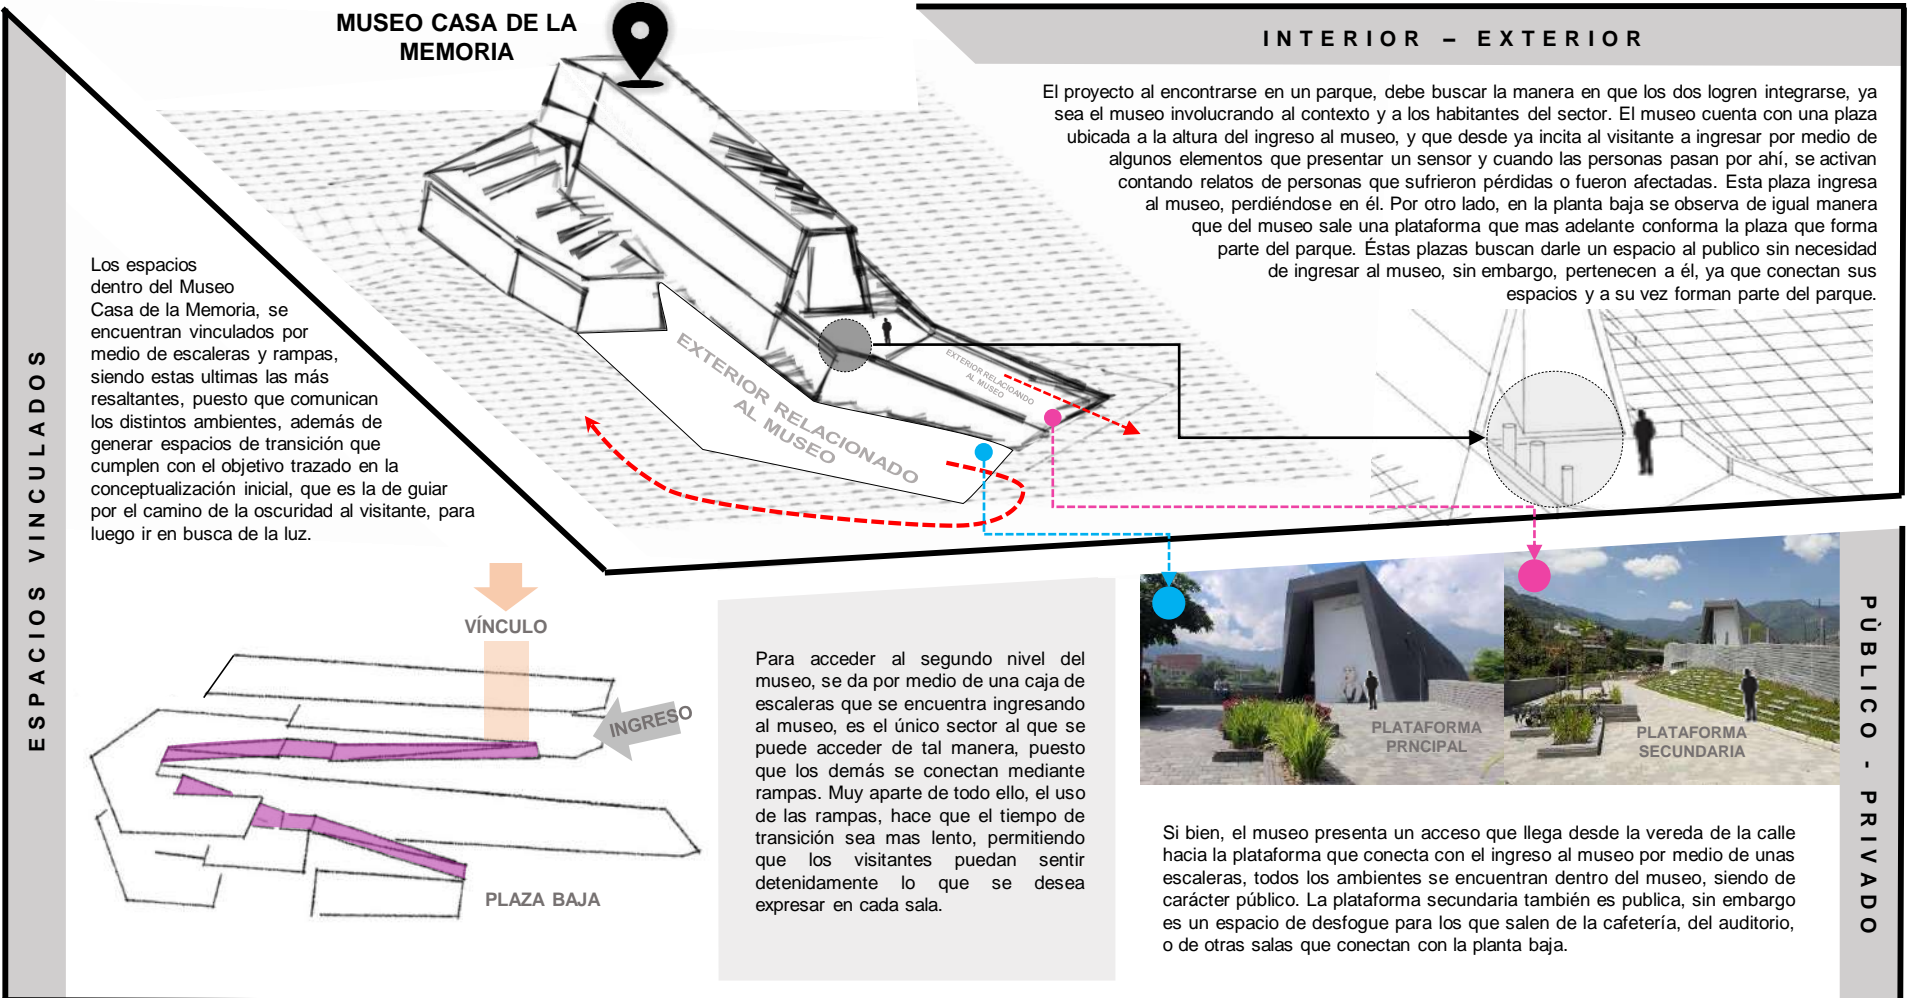 MUSEO CASA DE LA
MEMORIA
INTERIOR – EXTERIOR
El proyecto al encontrarse en un parque, debe buscar la manera en que los dos logren integrarse, ya
sea el museo involucrando al contexto y a los habitantes del sector. El museo cuenta con una plaza
ubicada a la altura del ingreso al museo, y que desde ya incita al visitante a ingresar por medio de
algunos elementos que presentar un sensor y cuando las personas pasan por ahí, se activan
contando relatos de personas que sufrieron pérdidas o fueron afectadas. Esta plaza ingresa
al museo, perdiéndose en él. Por otro lado, en la planta baja se observa de igual manera
que del museo sale una plataforma que mas adelante conforma la plaza que forma
parte del parque. Éstas plazas buscan darle un espacio al publico sin necesidad
de ingresar al museo, sin embargo, pertenecen a él, ya que conectan sus
espacios y a su vez forman parte del parque.
ESPACIOS VINCULADOS
Los espacios
dentro del Museo
Casa de la Memoria, se
encuentran vinculados por
medio de escaleras y rampas,
siendo estas ultimas las más
resaltantes, puesto que comunican
los distintos ambientes, además de
generar espacios de transición que
cumplen con el objetivo trazado en la
conceptualización inicial, que es la de guiar
por el camino de la oscuridad al visitante, para
luego ir en busca de la luz.
EXTERIOR RELACIONADO
AL MUSEO
EXTERIOR RELACIOANDO
AL MUSEO
VÍNCULO
INGRESO
PLAZA BAJA
Para acceder al segundo nivel del
museo, se da por medio de una caja de
escaleras que se encuentra ingresando
al museo, es el único sector al que se
puede acceder de tal manera, puesto
que los demás se conectan mediante
rampas. Muy aparte de todo ello, el uso
de las rampas, hace que el tiempo de
transición sea mas lento, permitiendo
que los visitantes puedan sentir
detenidamente lo que se desea
expresar en cada sala.
PLATAFORMA
PRNCIPAL
PLATAFORMA
SECUNDARIA
PÙBLICO - PRIVADO
Si bien, el museo presenta un acceso que llega desde la vereda de la calle
hacia la plataforma que conecta con el ingreso al museo por medio de unas
escaleras, todos los ambientes se encuentran dentro del museo, siendo de
carácter público. La plataforma secundaria también es publica, sin embargo
es un espacio de desfogue para los que salen de la cafetería, del auditorio,
o de otras salas que conectan con la planta baja.